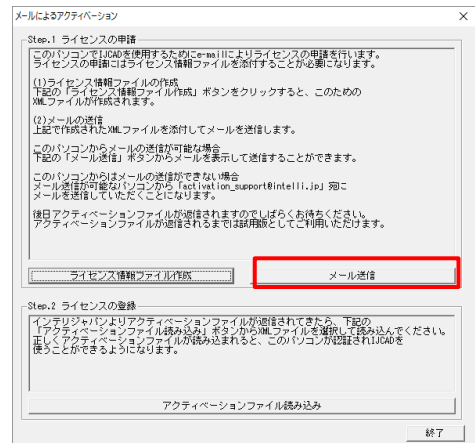 メールによるアクティベーション
Step.1 ライセンスの申請
このパソコンでIJCADを使用するためにe-mailによりライセンスの申請を行います。
ライセンスの申請にはライセンス情報ファイルを添付することが必要になります。
(1)ライセンス情報ファイルの作成
下記の「ライセンス情報ファイル作成」ボタンをクリックすると、このための
XMLファイルが作成されます。
(2)メールの送信
上記で作成されたXMLファイルを添付してメールを送信します。
このパソコンからメールの送信が可能な場合
下記の「メール送信」ボタンからメールを表示して送信することができます。
このパソコンからはメールの送信ができない場合
メール送信が可能なパソコンから「activation_support@intelli.jp」宛に
メールを送信していただくことになります。
後日アクティベーションファイルが返信されますのでしばらくお待ちください。
アクティベーションファイルが返信されるまでは試用版としてご利用いただけます。
ライセンス情報ファイル作成
メール送信
Step.2 ライセンスの登録
インテリジャパンよりアクティベーションファイルが返信されてきたら、下記の
「アクティベーションファイル読み込み」ボタンからXMLファイルを選択して読み込んでください。
正しくアクティベーションファイルが読み込まれると、このパソコンが認証されIJCADを
使うことができるようになります。
アクティベーションファイル読み込み
終了